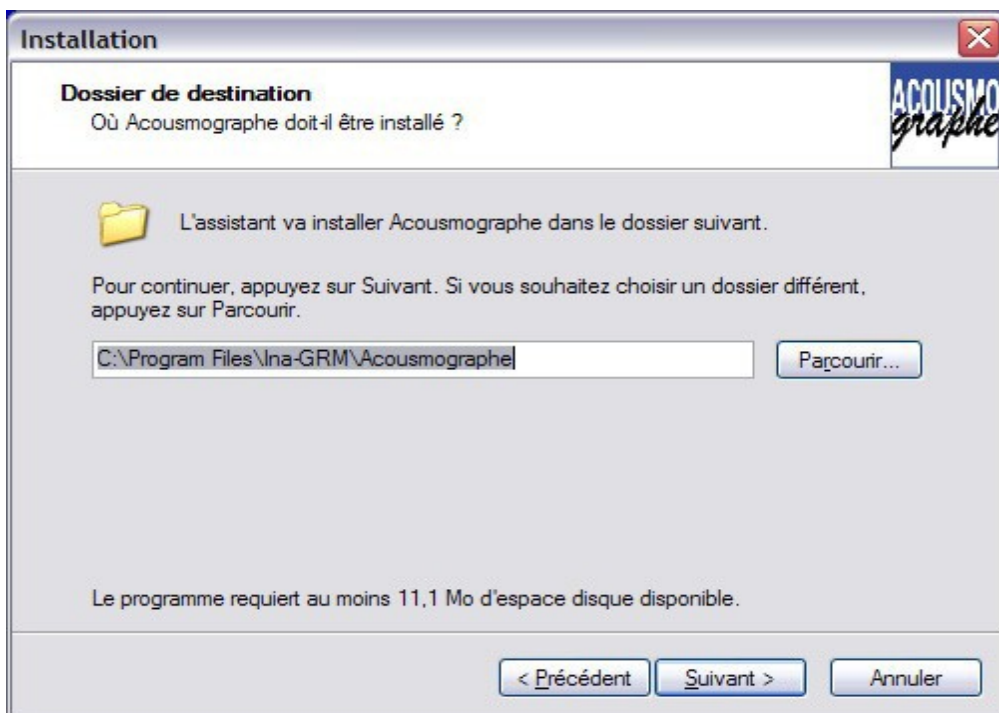 Installation
Dossier de destination
Où Acousmographe doit-il être installé ?
ACOUSMO
graphe
L'assistant va installer Acousmographe dans le dossier suivant.
Pour continuer, appuyez sur Suivant. Si vous souhaitez choisir un dossier différent,
appuyez sur Parcourir.
C:\Program Files\Ina-GRM\Acousmographe
Parcourir...
Le programme requiert au moins 11,1 Mo d'espace disque disponible.
< Précédent
Suivant >
Annuler